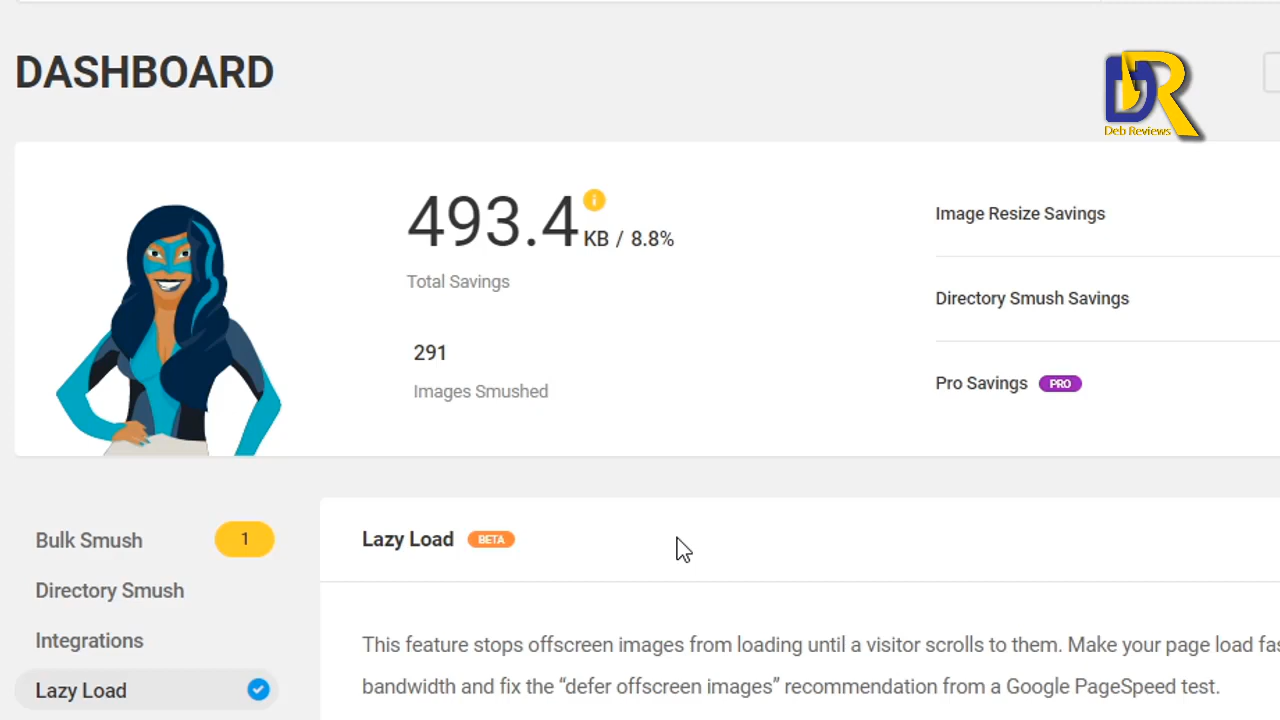 DASHBOARD
DR
Deb Reviews
493.4 KB / 8.8%
Total Savings
291
Images Smushed
Image Resize Savings
Directory Smush Savings
Pro Savings PRO
Bulk Smush 1
Directory Smush
Integrations
Lazy Load
Lazy Load BETA
This feature stops offscreen images from loading until a visitor scrolls to them. Make your page load
bandwidth and fix the “defer offscreen images” recommendation from a Google PageSpeed test.